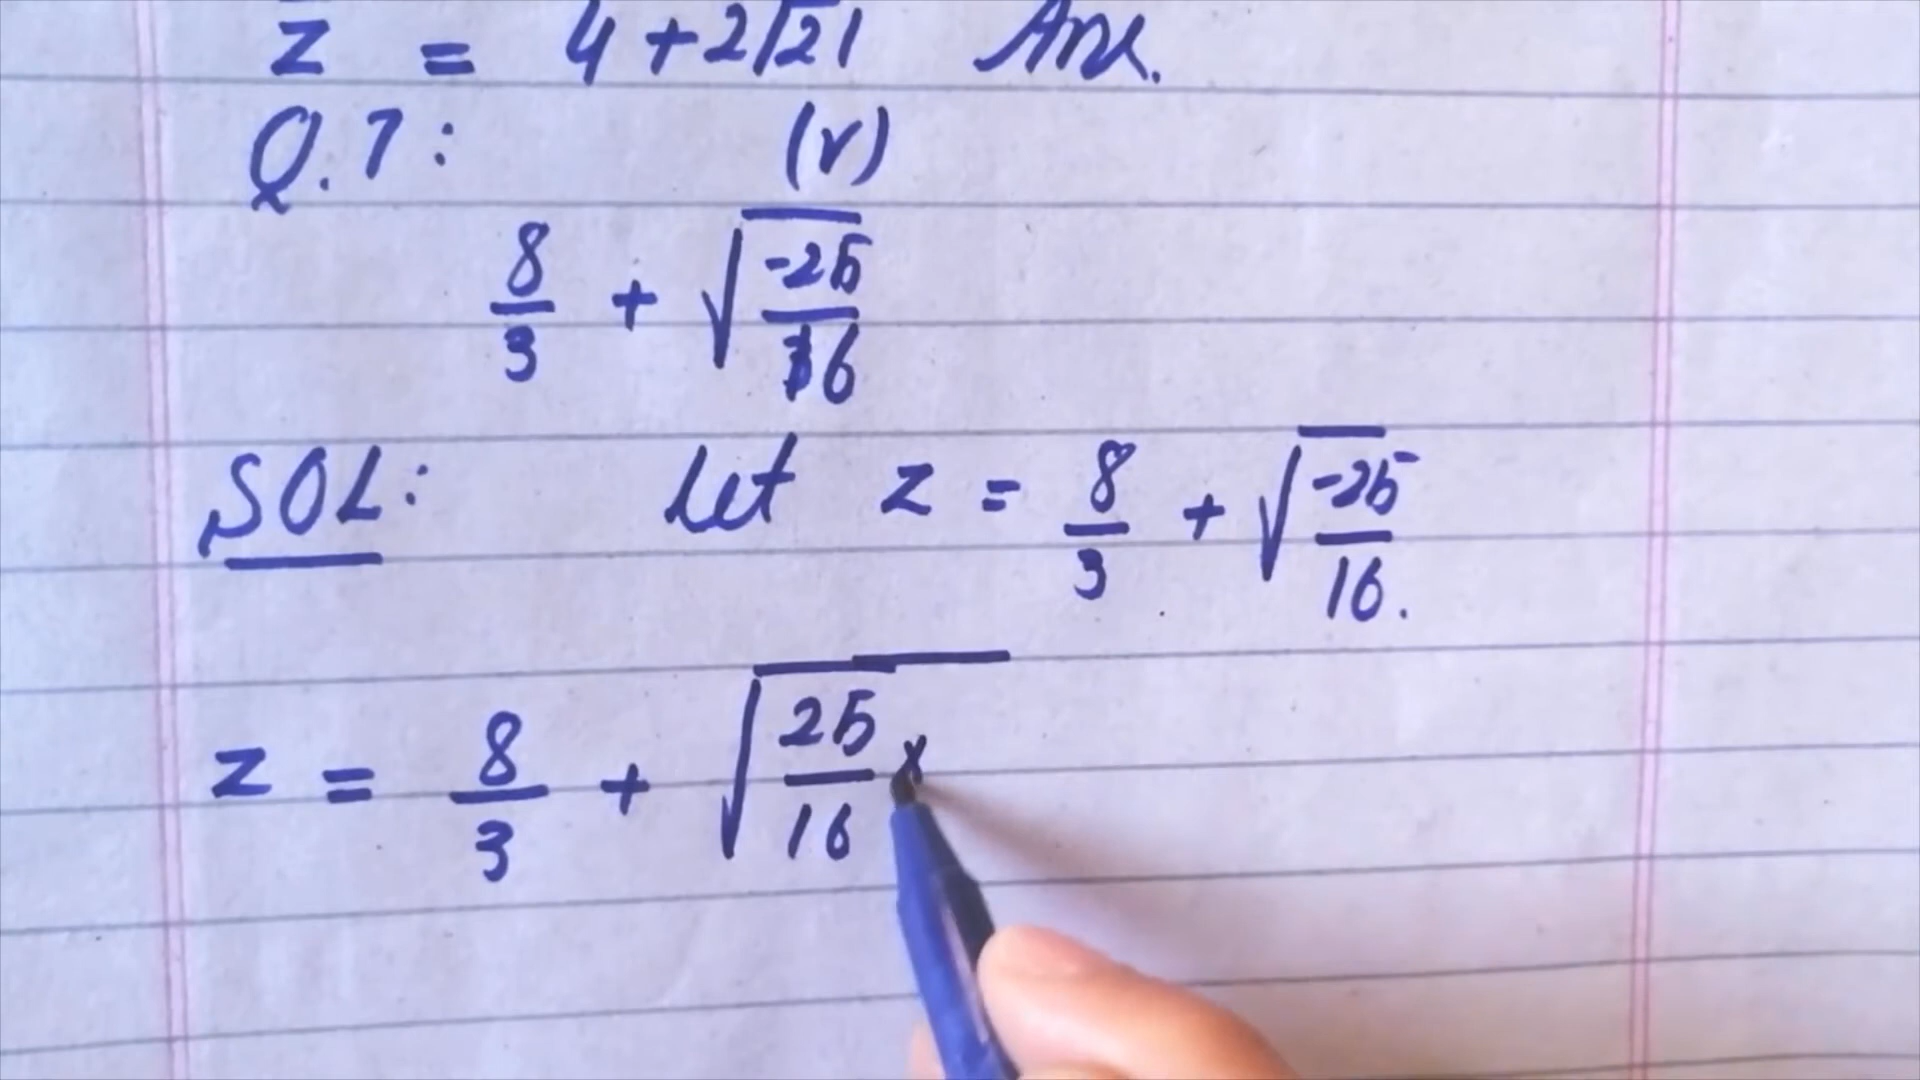 z̅ = 4+2√21 Ans.
Q.7: (v)
8/3 + √(-25/16)
SOL: Let z = 8/3 + √(-25/16).
z = 8/3 + √(25/16 ×